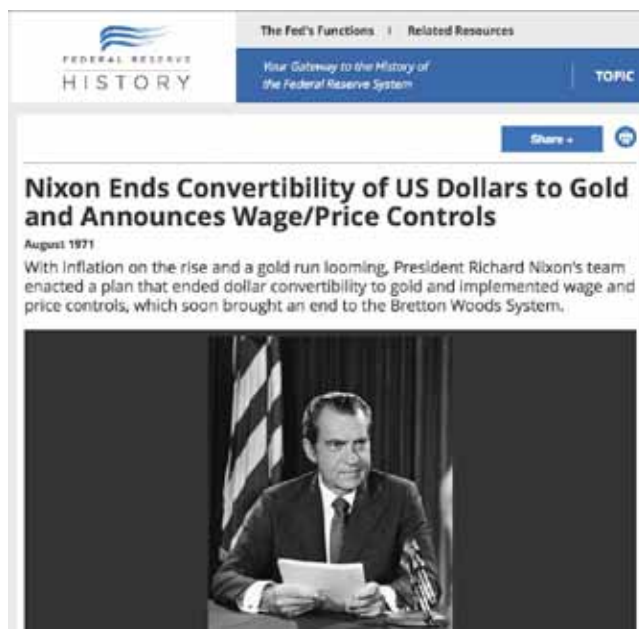 The Fed's Functions | Related Resources
FEDERAL RESERVE
HISTORY
Your Gateway to the History of
the Federal Reserve System
TOPIC
Share +
Nixon Ends Convertibility of US Dollars to Gold
and Announces Wage/Price Controls
August 1971
With inflation on the rise and a gold run looming, President Richard Nixon's team
enacted a plan that ended dollar convertibility to gold and implemented wage and
price controls, which soon brought an end to the Bretton Woods System.